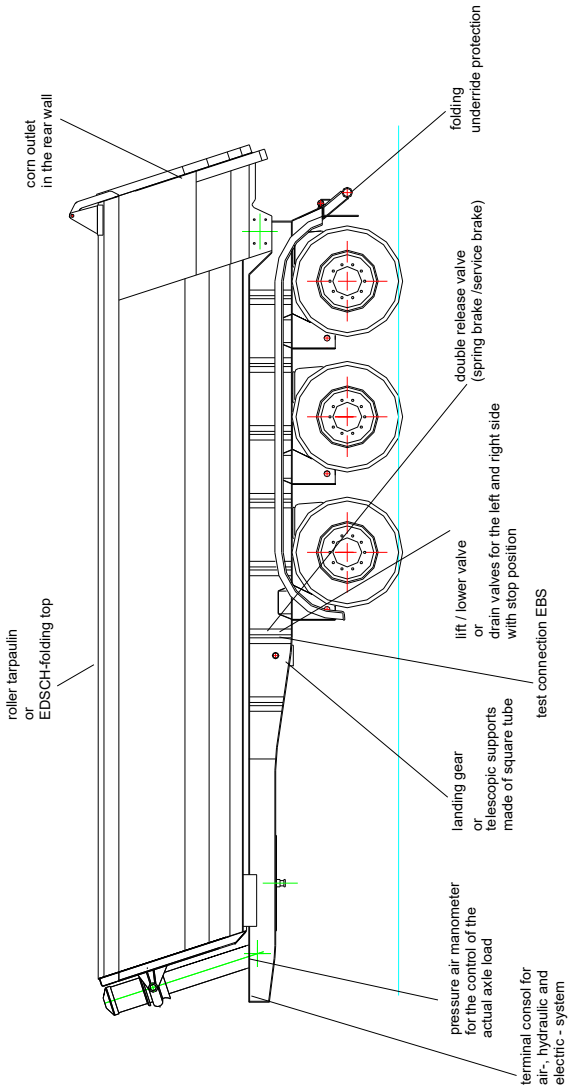 roller tarpaulin
or
EDSCH-folding top
corn outlet
in the rear wall
terminal consol for
air-, hydraulic and
electric - system
pressure air manometer
for the control of the
actual axle load
landing gear
or
telescopic supports
made of square tube
test connection EBS
lift / lower valve
or
drain valves for the left and right side
with stop position
double release valve
(spring brake /service brake)
folding
underride protection